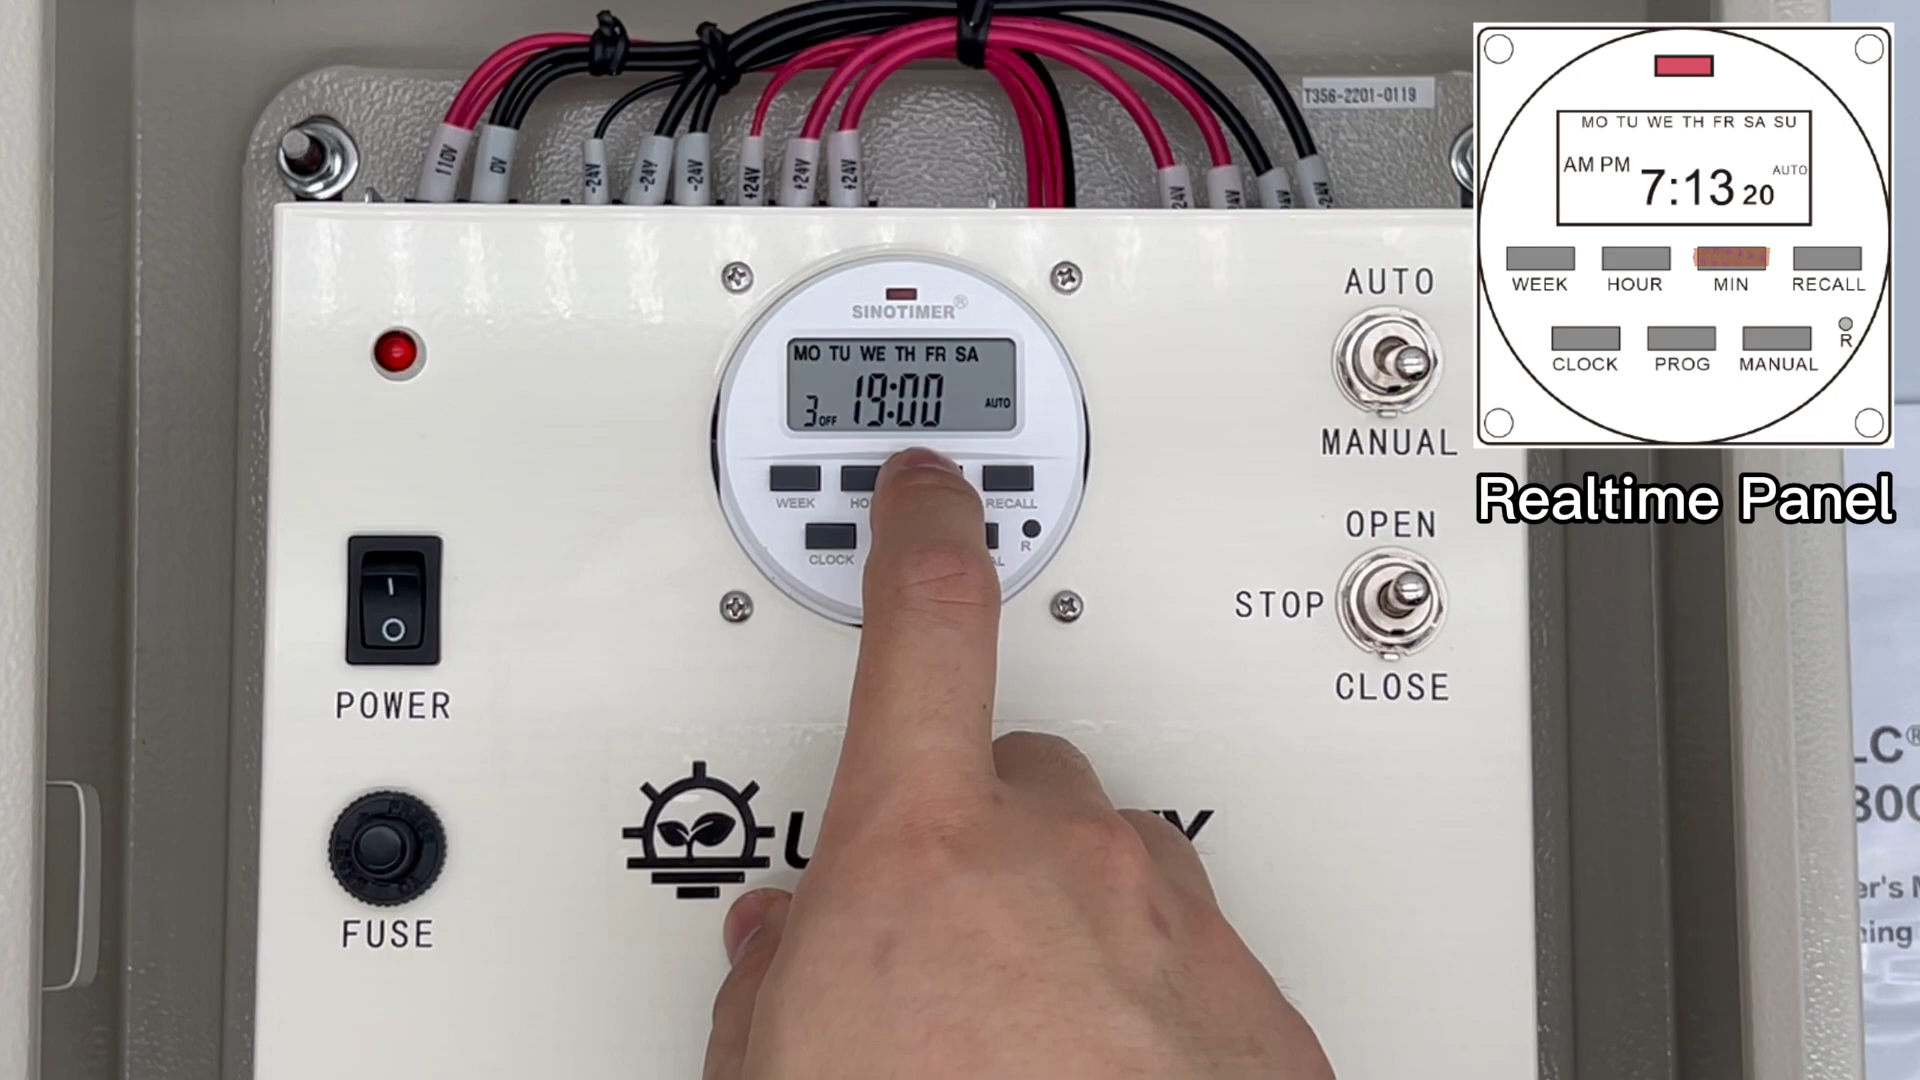 110V
0V
-24V
-24V
-24V
+24V
+24V
+24V
T356-2201-0119
MO TU WE TH FR SA SU
AM PM 7:13 20 AUTO
WEEK HOUR MIN RECALL
CLOCK PROG MANUAL R
Realtime Panel
SINOTIMER®
MO TU WE TH FR SA
3 OFF 19:00 AUTO
WEEK RECALL
CLOCK R
AUTO
MANUAL
OPEN
STOP
CLOSE
POWER
FUSE